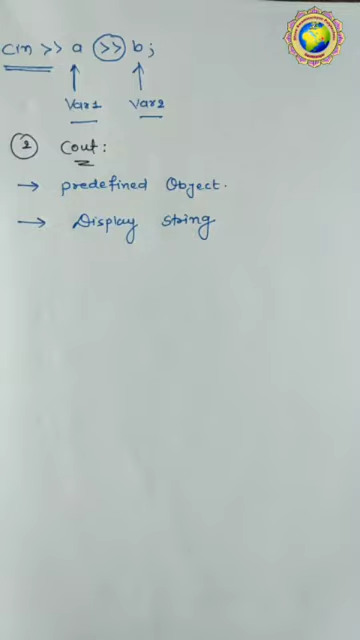 cin >> a >> b;
Var1 Var2
2 Cout:
→ predefined Object.
→ Display string